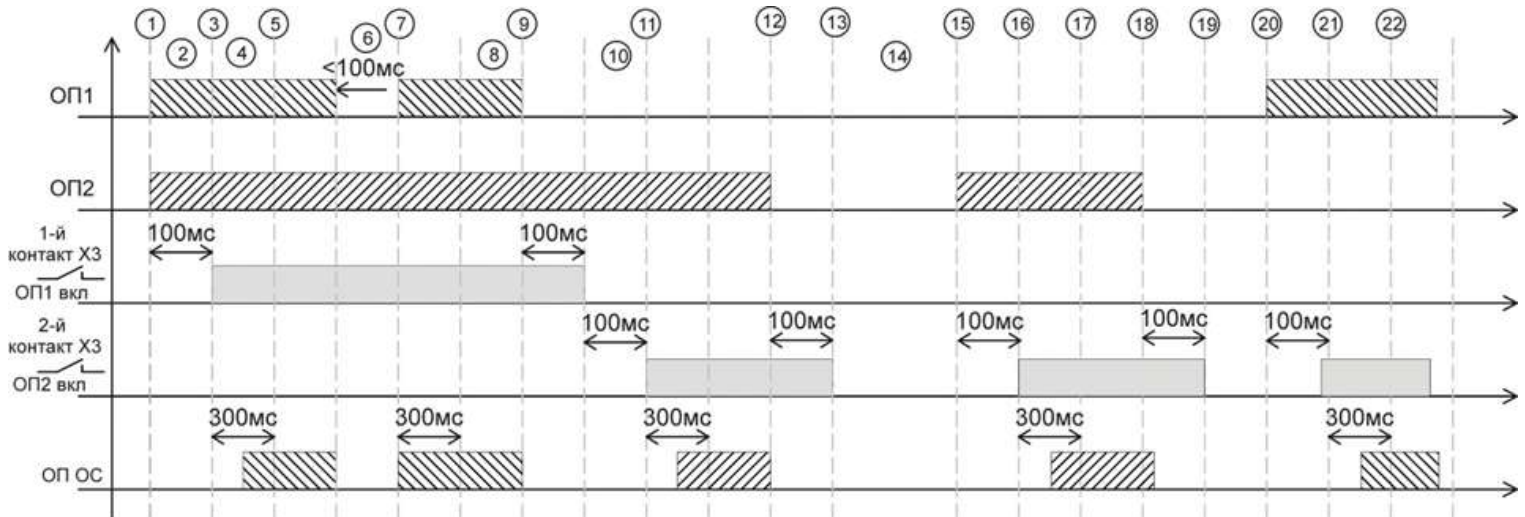 1 3 5 7 9 11 12 13 15 16 17 18 19 20 21 22
2 4 6 8 10 14
<100мс
ОП1
ОП2
1-й
контакт Х3
ОП1 вкл
100мс 100мс
2-й
контакт Х3
ОП2 вкл
100мс 100мс 100мс 100мс 100мс
300мс 300мс 300мс 300мс 300мс
ОП ОС